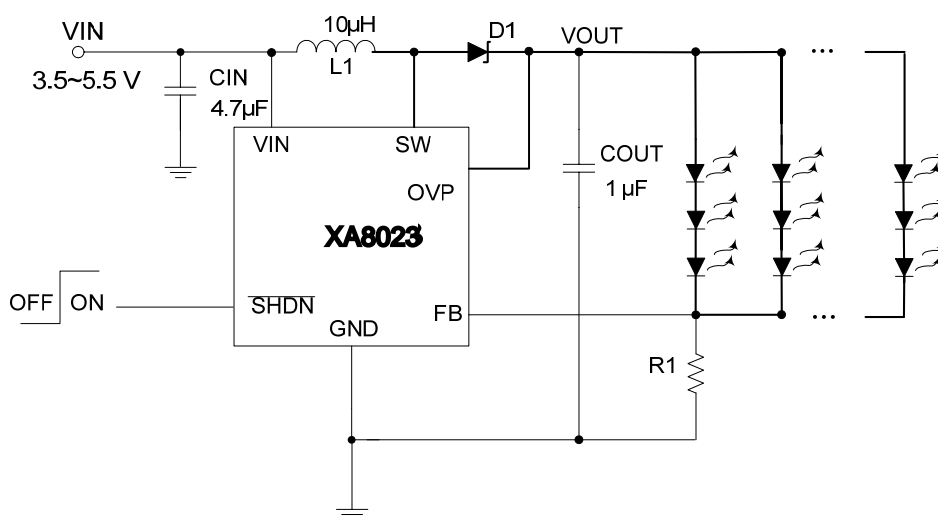 VIN
3.5~5.5 V
CIN
4.7µF
10µH
L1
D1
VOUT
...
VIN
SW
OVP
COUT
1 µF
XA8023
OFF
ON
SHDN
FB
GND
...
R1